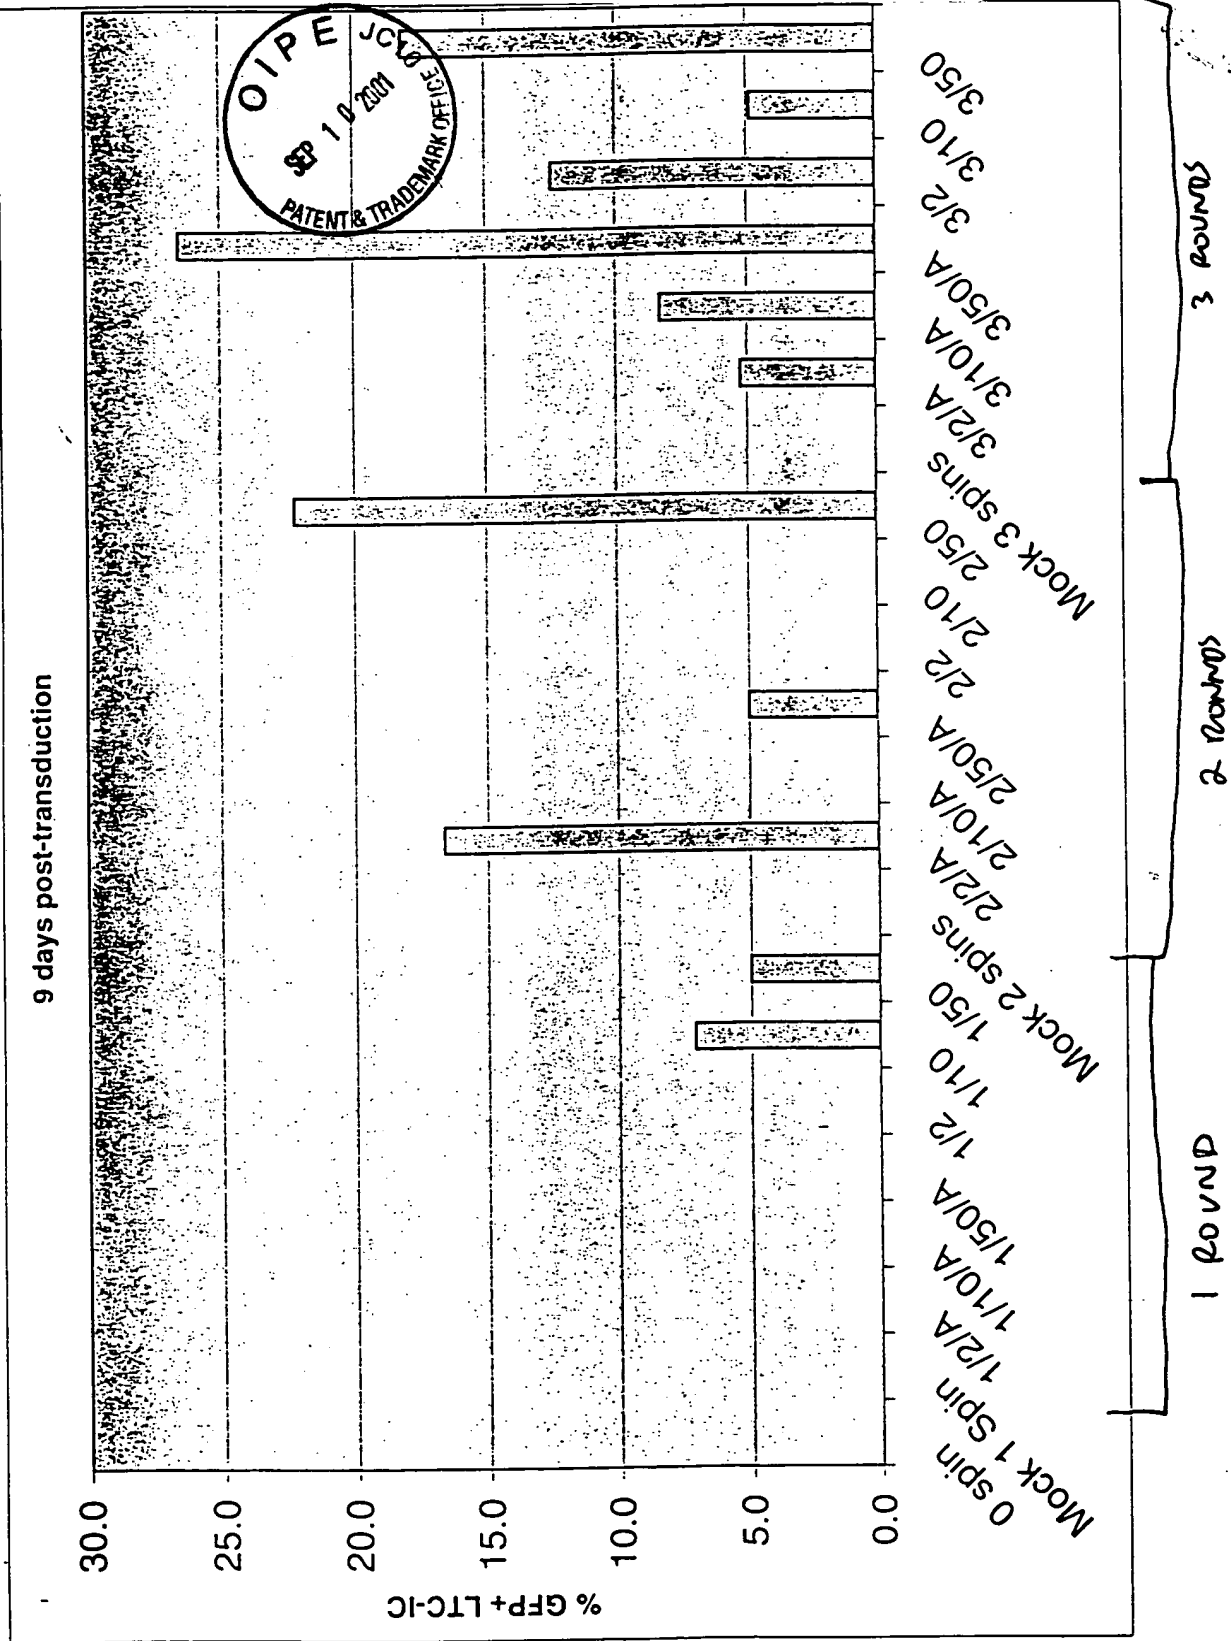 9 days post-transduction
% GFP+ LTC-IC
30.0
25.0
20.0
15.0
10.0
5.0
0.0
0 spin
Mock 1 Spin
1/2/A
1/10/A
1/50/A
1/2
1/10
1/50
Mock 2 spins
2/2/A
2/10/A
2/50/A
2/2
2/10
2/50
Mock 3 spins
3/2/A
3/10/A
3/50/A
3/2
3/10
3/50
1 ROUND
2 ROUNDS
3 ROUNDS
OIPE JC10
SEP 10 2001
PATENT & TRADEMARK OFFICE